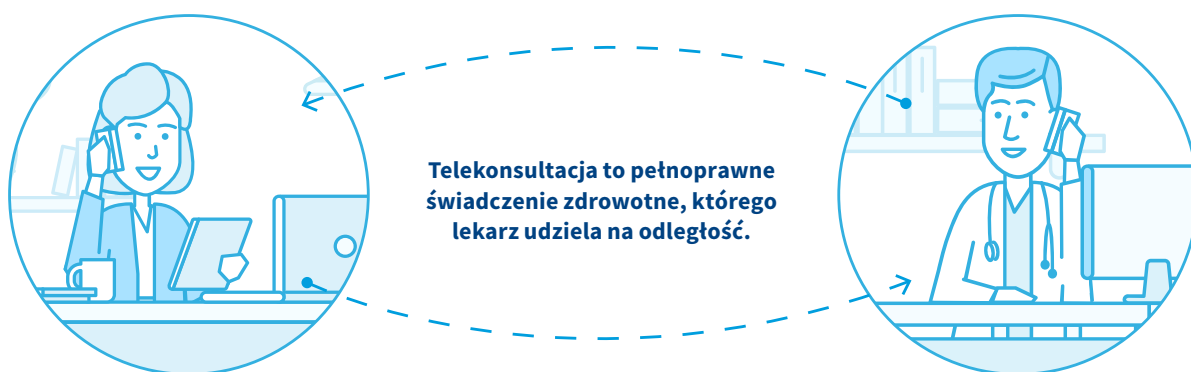 Telekonsultacja to pełnoprawne
świadczenie zdrowotne, którego
lekarz udziela na odległość.